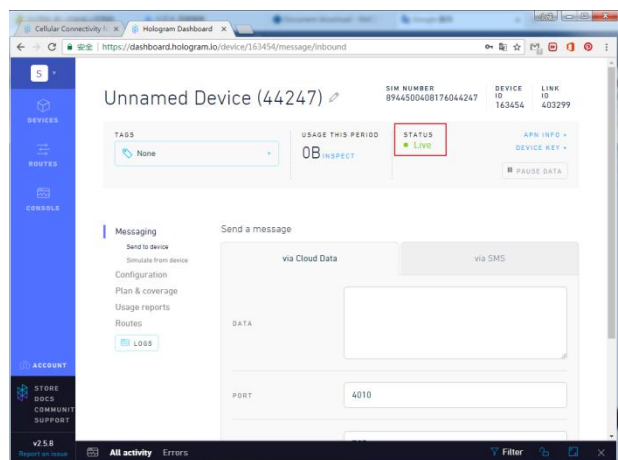 Cellular Connectivity f
Hologram Dashboard
安全
https://dashboard.hologram.io/device/163454/message/inbound
S
DEVICES
ROUTES
CONSOLE
ACCOUNT
STORE
DOCS
COMMUNIT
SUPPORT
v2.5.8
Report an issue
Unnamed Device (44247)
SIM NUMBER
8944500408176044247
DEVICE ID
163454
LINK ID
403299
TAGS
None
USAGE THIS PERIOD
0B INSPECT
STATUS
Live
APN INFO
DEVICE KEY
PAUSE DATA
Messaging
Send to device
Simulate from device
Configuration
Plan & coverage
Usage reports
Routes
LOGS
Send a message
via Cloud Data
via SMS
DATA
PORT
4010
All activity
Errors
Filter